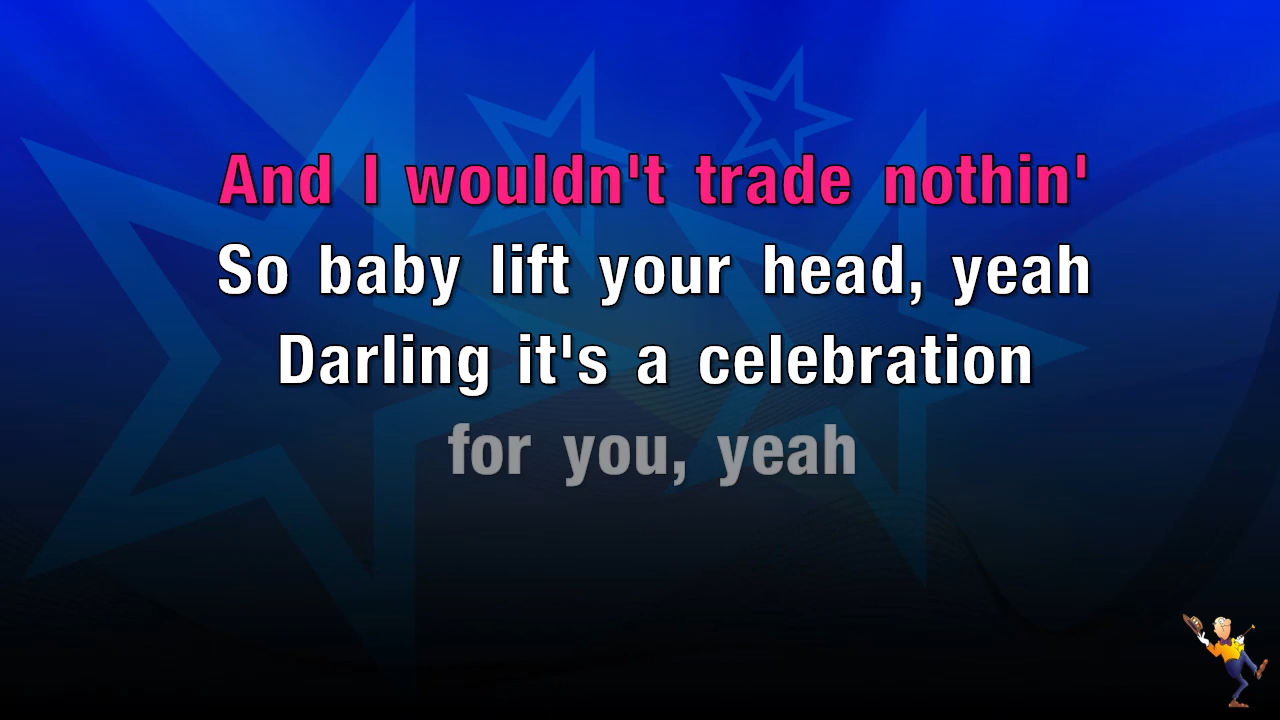 And I wouldn't trade nothin'
So baby lift your head, yeah
Darling it's a celebration
for you, yeah